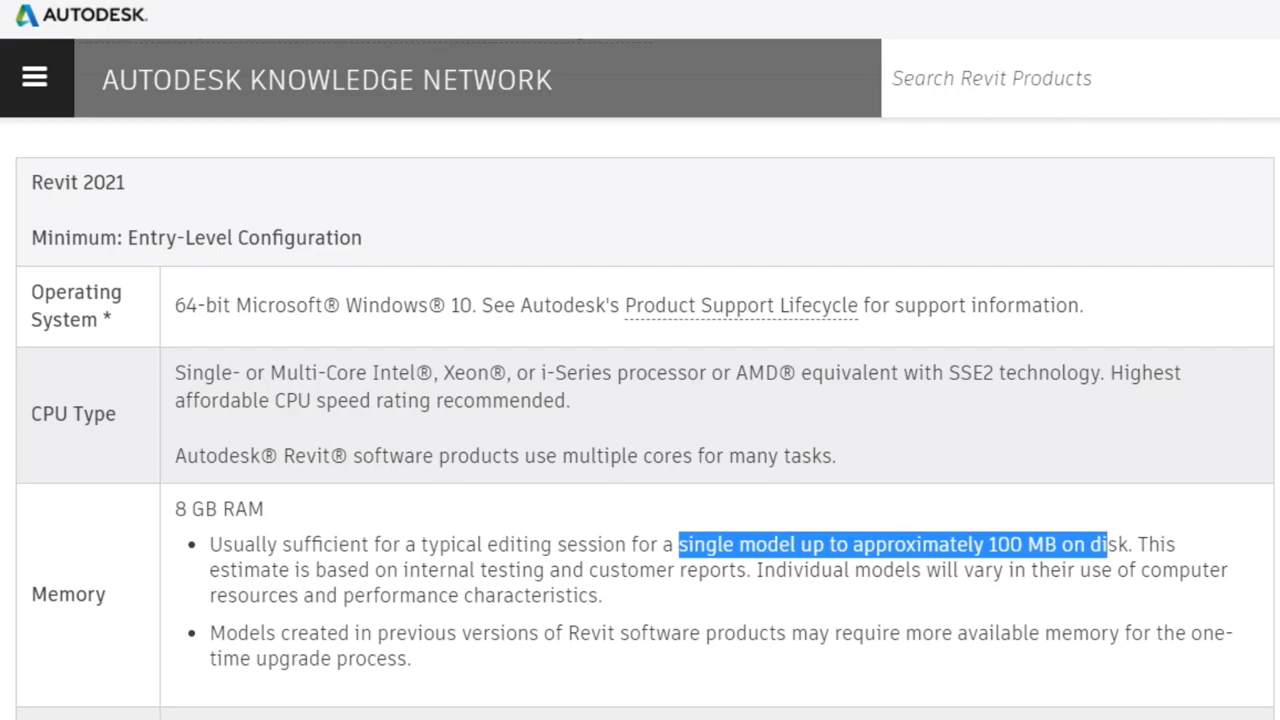 AUTODESK.
AUTODESK KNOWLEDGE NETWORK
Search Revit Products
Revit 2021
Minimum: Entry-Level Configuration
Operating
System *
64-bit Microsoft® Windows® 10. See Autodesk's Product Support Lifecycle for support information.
CPU Type
Single- or Multi-Core Intel®, Xeon®, or i-Series processor or AMD® equivalent with SSE2 technology. Highest
affordable CPU speed rating recommended.
Autodesk® Revit® software products use multiple cores for many tasks.
Memory
8 GB RAM
• Usually sufficient for a typical editing session for a single model up to approximately 100 MB on disk. This
estimate is based on internal testing and customer reports. Individual models will vary in their use of computer
resources and performance characteristics.
• Models created in previous versions of Revit software products may require more available memory for the one-
time upgrade process.